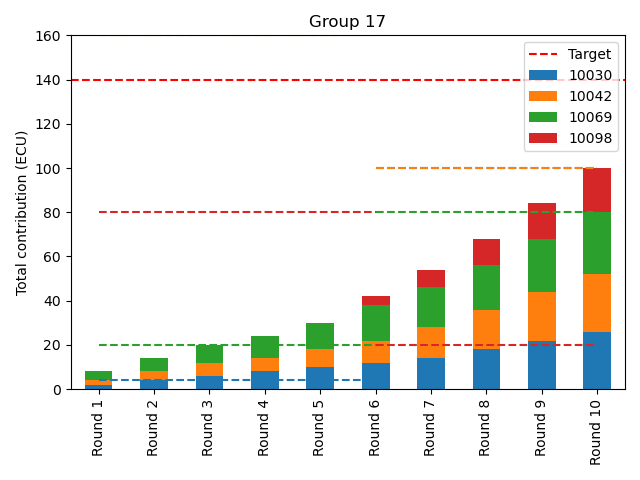 Group 17
Total contribution (ECU)
160
140
120
100
80
60
40
20
0
Target
10030
10042
10069
10098
Round 1
Round 2
Round 3
Round 4
Round 5
Round 6
Round 7
Round 8
Round 9
Round 10